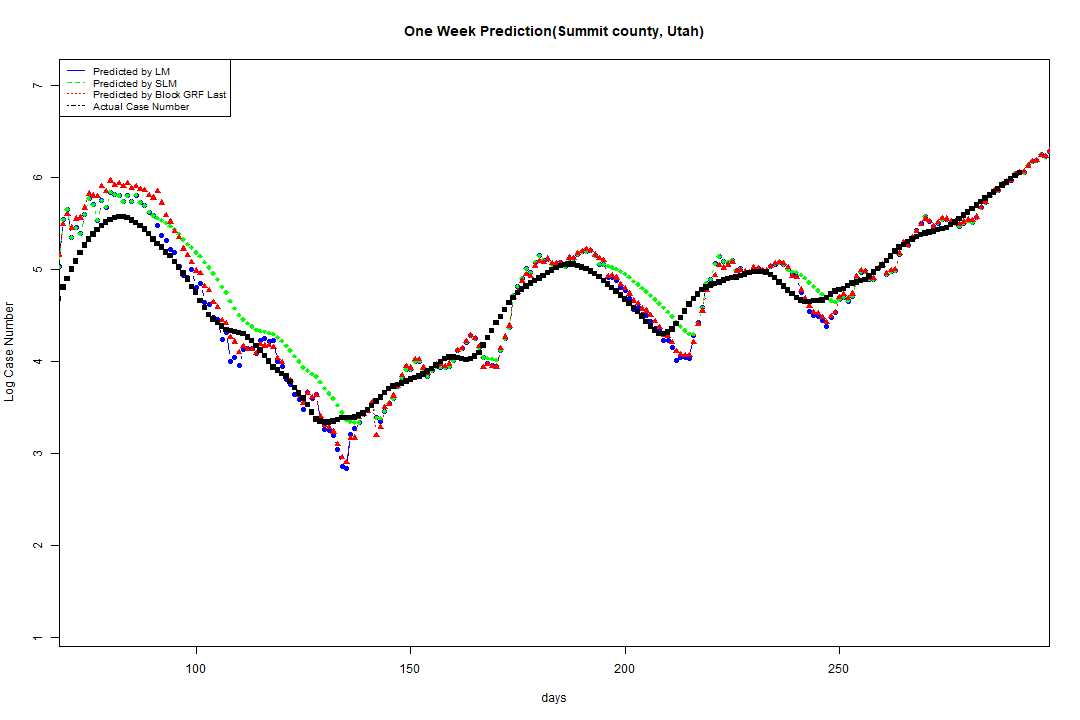 One Week Prediction(Summit county, Utah)
Predicted by LM
Predicted by SLM
Predicted by Block GRF Last
Actual Case Number
7
6
5
4
3
2
1
Log Case Number
100 150 200 250
days